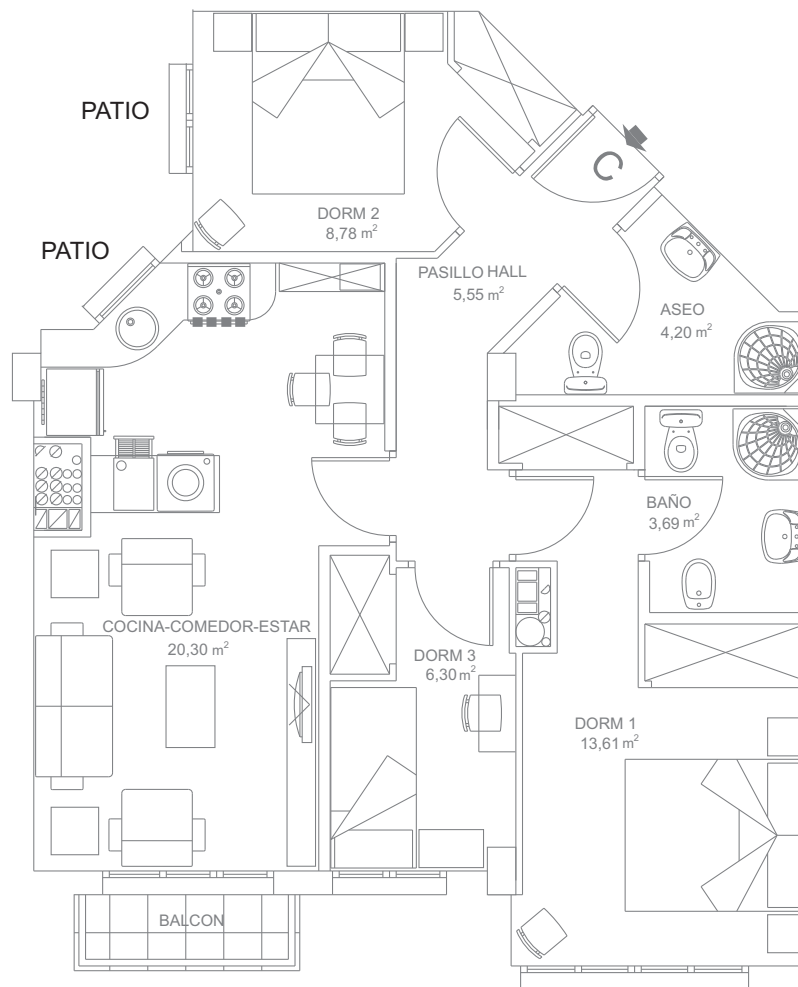 PATIO
DORM 2
8,78 m²
PATIO
C
PASILLO HALL
5,55 m²
ASEO
4,20 m²
BAÑO
3,69 m²
COCINA-COMEDOR-ESTAR
20,30 m²
DORM 3
6,30 m²
DORM 1
13,61 m²
BALCON